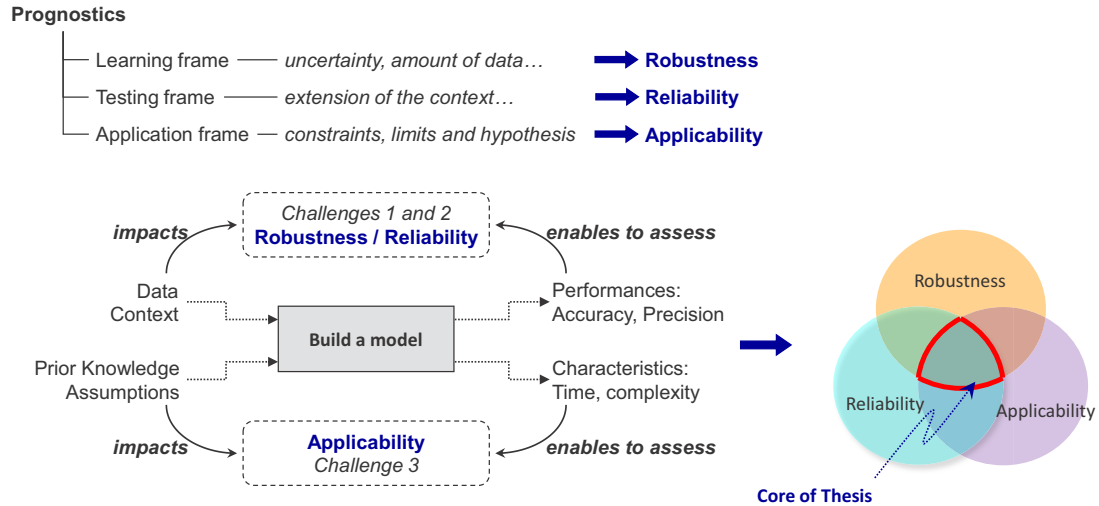 Prognostics
Learning frame uncertainty, amount of data… Robustness
Testing frame extension of the context… Reliability
Application frame constraints, limits and hypothesis Applicability
impacts
Challenges 1 and 2
Robustness / Reliability
enables to assess
Data
Context
Build a model
Performances:
Accuracy, Precision
Prior Knowledge
Assumptions
Characteristics:
Time, complexity
impacts
Applicability
Challenge 3
enables to assess
Robustness
Reliability
Applicability
Core of Thesis